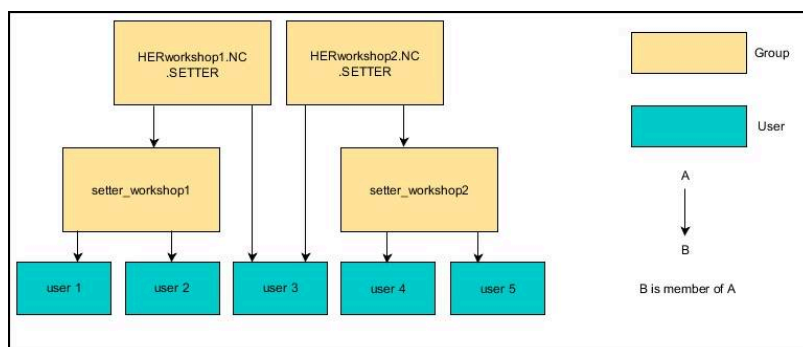 HERworkshop1.NC
.SETTER
HERworkshop2.NC
.SETTER
Group
User
setter_workshop1
setter_workshop2
A
B
user 1
user 2
user 3
user 4
user 5
B is member of A